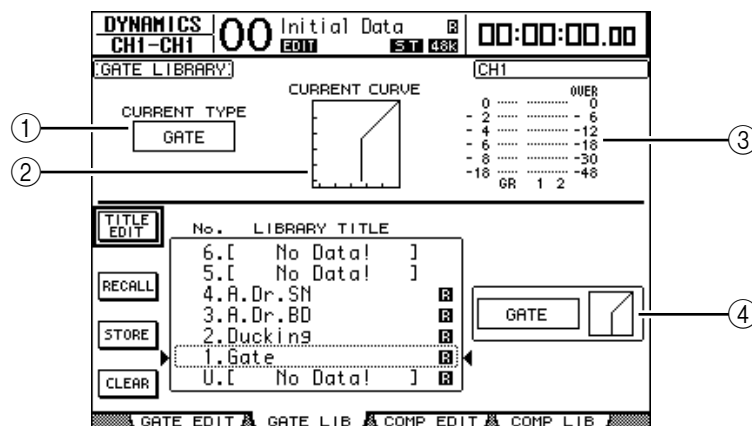 DYNAMICS
CH1-CH1
00 Initial Data R
EDIT ST 48K
00:00:00.00
GATE LIBRARY
CH1
CURRENT TYPE
GATE
CURRENT CURVE
OVER
0 0
-2 -6
-4 -12
-6 -18
-8 -30
-18 -48
GR 1 2
1
2
3
4
TITLE EDIT
RECALL
STORE
CLEAR
No. LIBRARY TITLE
6.[ No Data! ]
5.[ No Data! ]
4.A.Dr.SN R
3.A.Dr.BD R
2.Ducking R
1.Gate R
U.[ No Data! ] R
GATE
GATE EDIT GATE LIB COMP EDIT COMP LIB